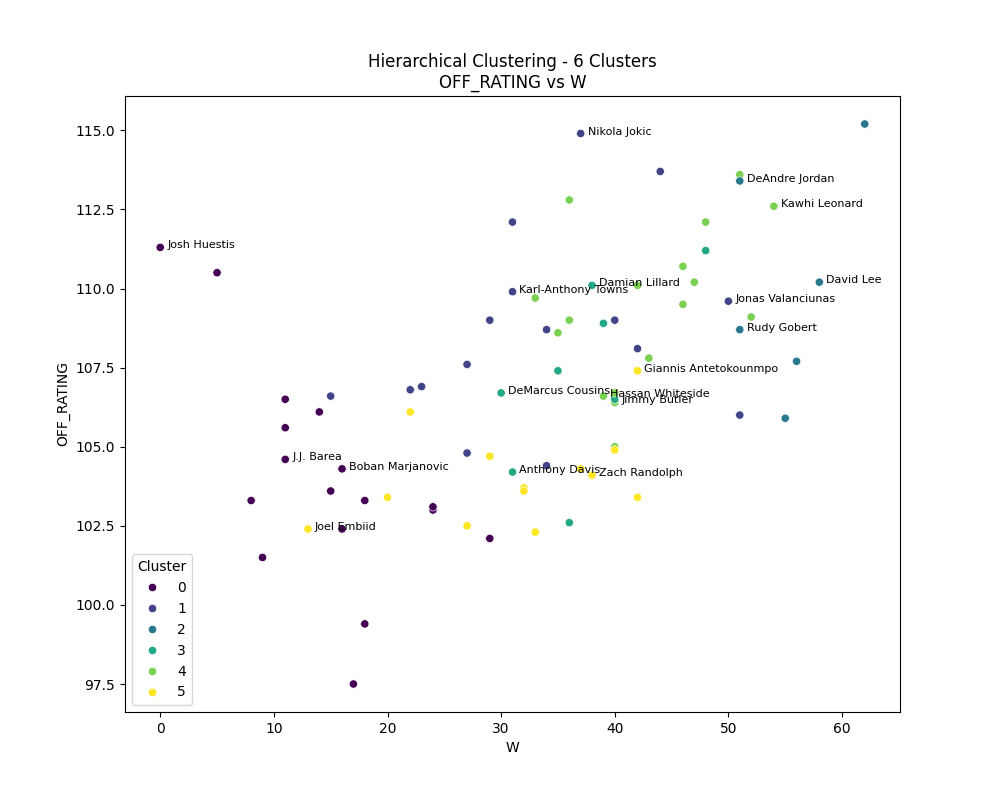 Hierarchical Clustering - 6 Clusters
OFF_RATING vs W
115.0
Nikola Jokic
DeAndre Jordan
112.5
Kawhi Leonard
Josh Huestis
110.0
Damian Lillard
David Lee
Karl-Anthony Towns
Jonas Valanciunas
Rudy Gobert
107.5
Giannis Antetokounmpo
OFF_RATING
DeMarcus Cousins
Hassan Whiteside
Jimmy Butler
105.0
J.J. Barea
Boban Marjanovic
Anthony Davis
Zach Randolph
102.5
Joel Embiid
Cluster
0
1
2
3
4
5
100.0
97.5
0 10 20 30 40 50 60
W